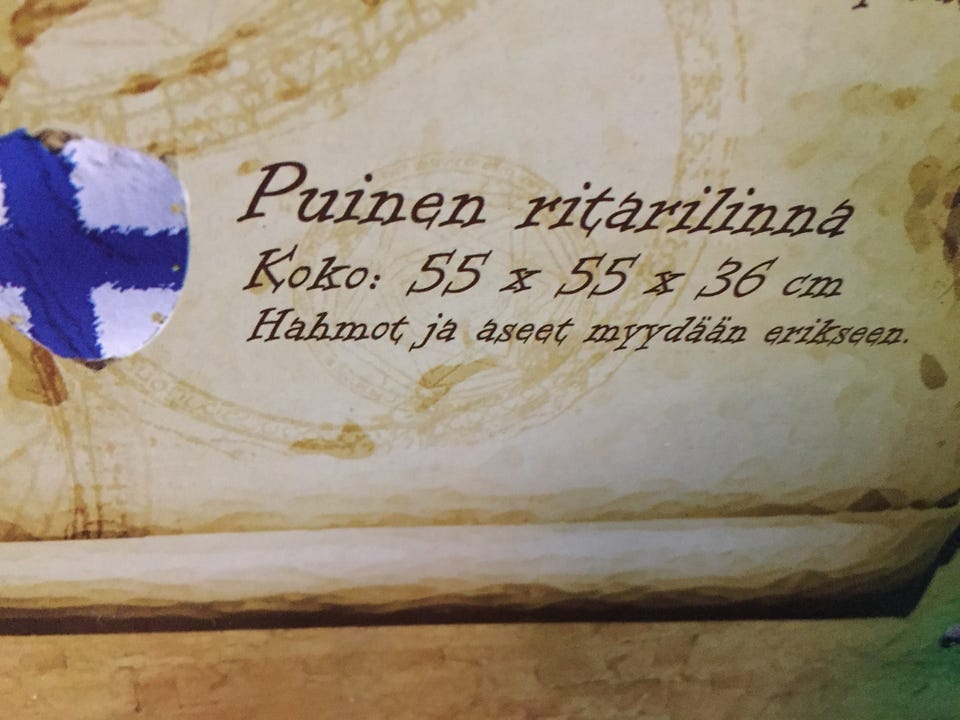 Puinen ritarilinna
Koko: 55 x 55 x 36 cm
Hahmot ja aseet myydään erikseen.